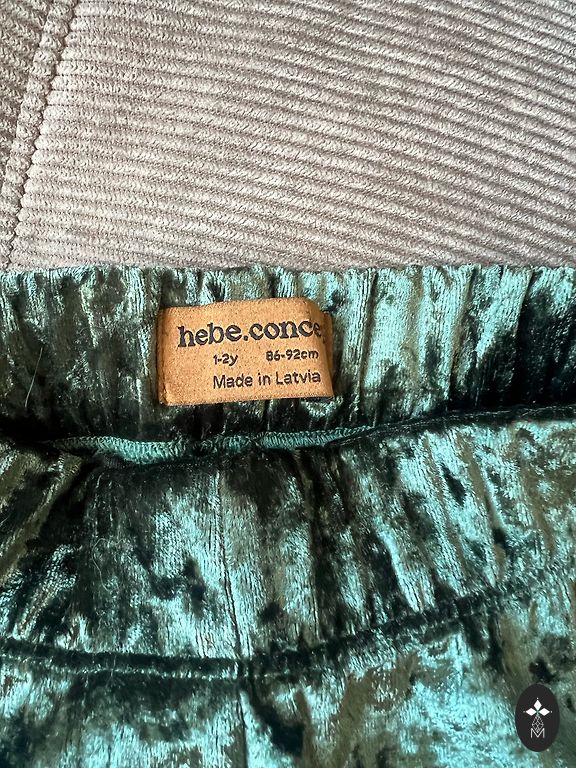 hebe.conce
1-2y 86-92cm
Made in Latvia